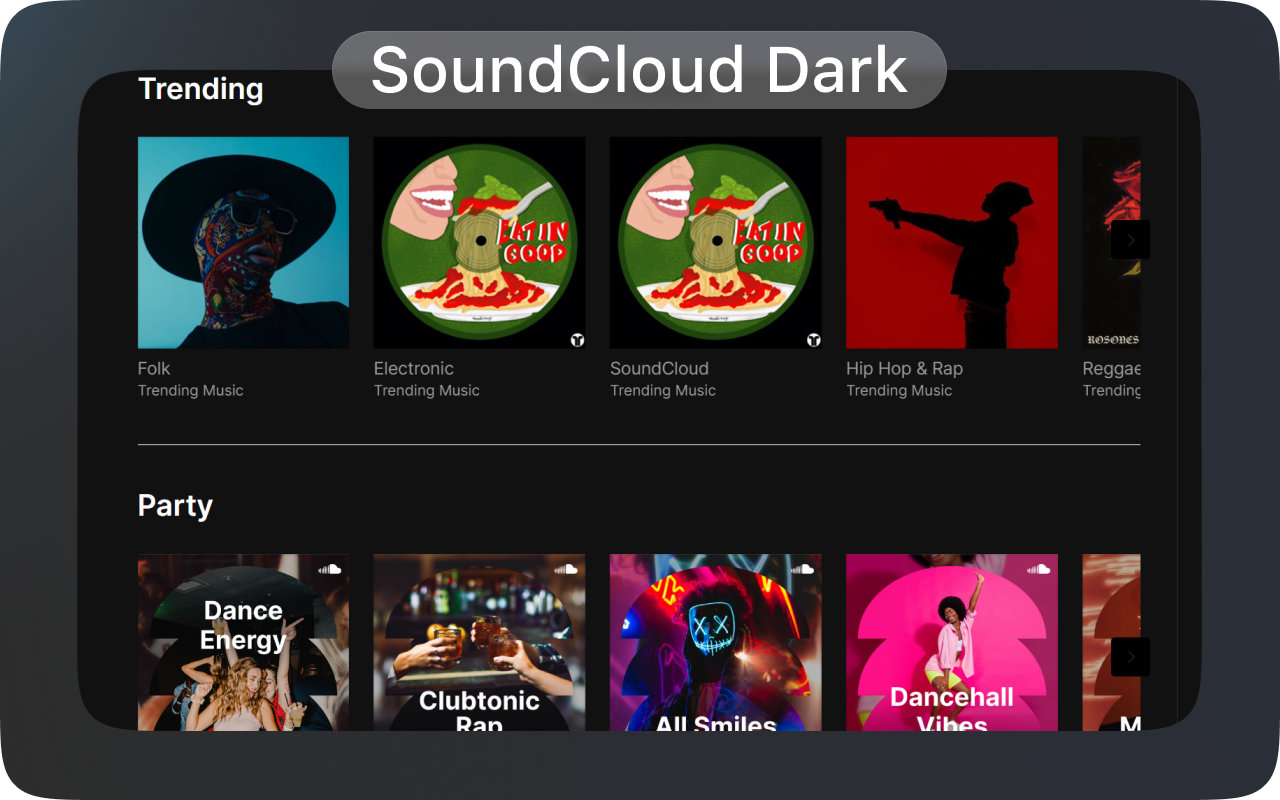 SoundCloud Dark
Trending
EATIN
GOOD
EATIN
GOOD
ROSONES
Folk
Trending Music
Electronic
Trending Music
SoundCloud
Trending Music
Hip Hop & Rap
Trending Music
Reggae
Trending
Party
Dance
Energy
Clubtonic
Rap
All Smiles
Dancehall
Vibes
M